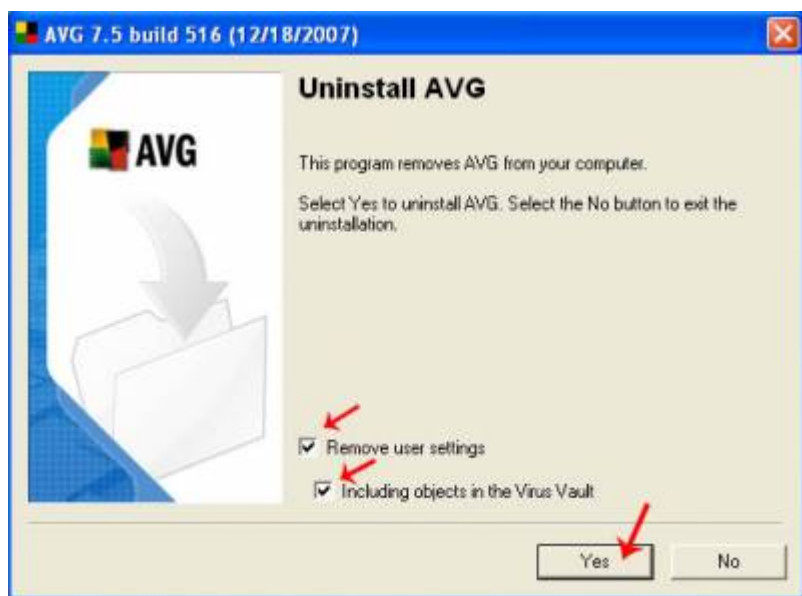 AVG 7.5 build 516 (12/18/2007)
AVG
Uninstall AVG
This program removes AVG from your computer.
Select Yes to uninstall AVG. Select the No button to exit the
uninstallation.
Remove user settings
Including objects in the Virus Vault
Yes
No